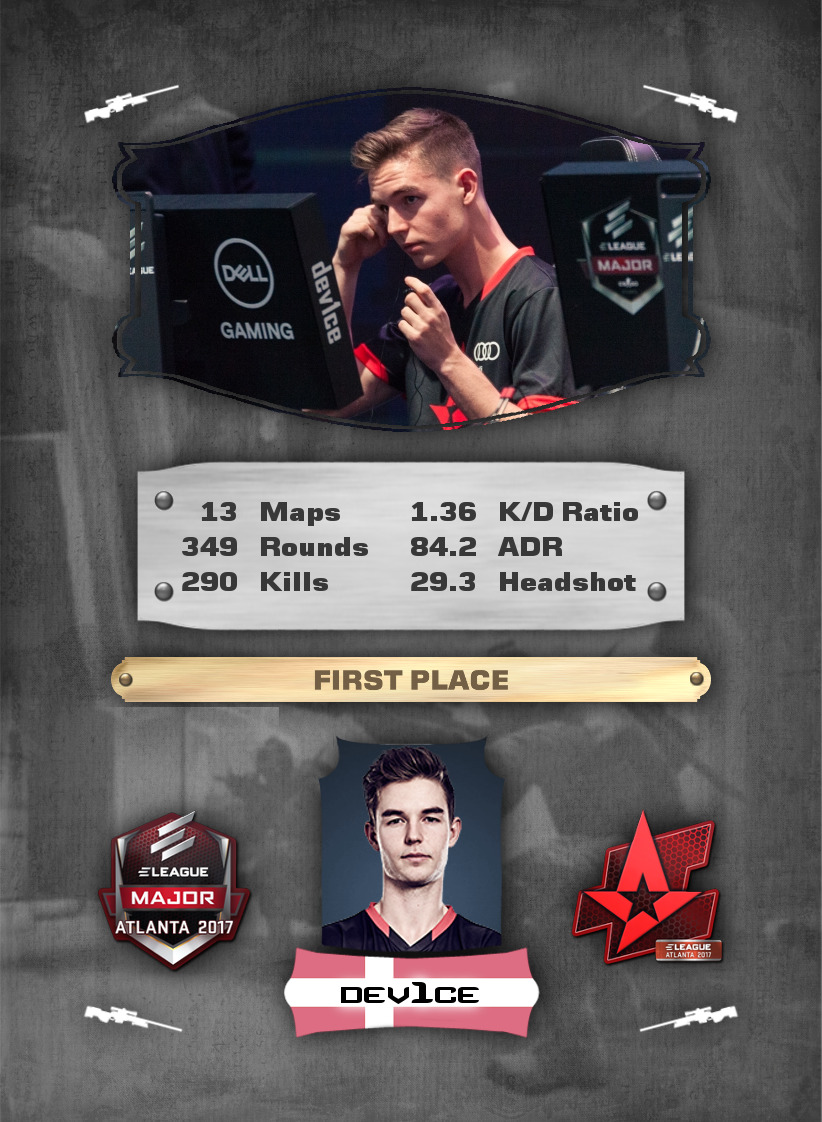 DELL
GAMING
dev1ce
ELEAGUE
MAJOR
13 Maps 1.36 K/D Ratio
349 Rounds 84.2 ADR
290 Kills 29.3 Headshot
FIRST PLACE
ELEAGUE
MAJOR
ATLANTA 2017
ELEAGUE
ATLANTA 2017
DEV1CE